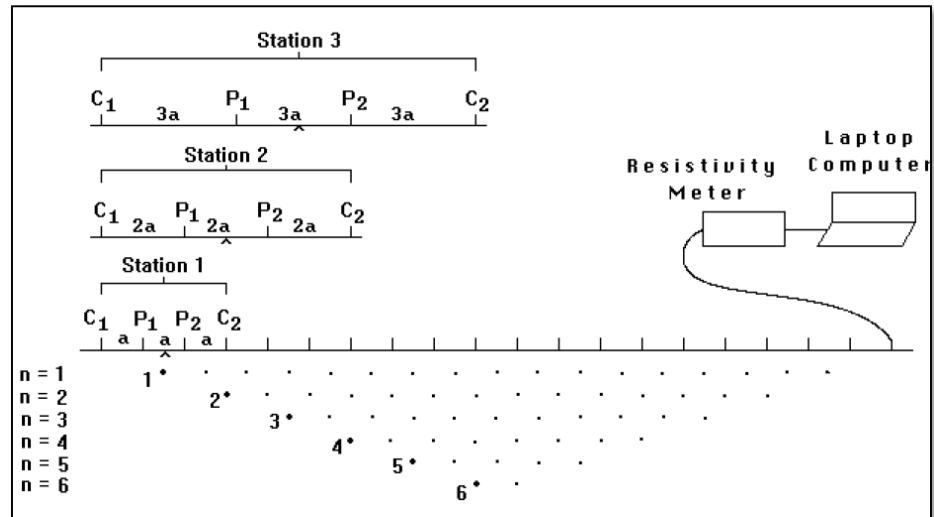 Station 3
C1 P1 P2 C2
3a 3a 3a
Station 2
C1 P1 P2 C2
2a 2a 2a
Station 1
C1 P1 P2 C2
a a a
Laptop
Computer
Resistivity
Meter
n = 1
1
n = 2
2
n = 3
3
n = 4
4
n = 5
5
n = 6
6